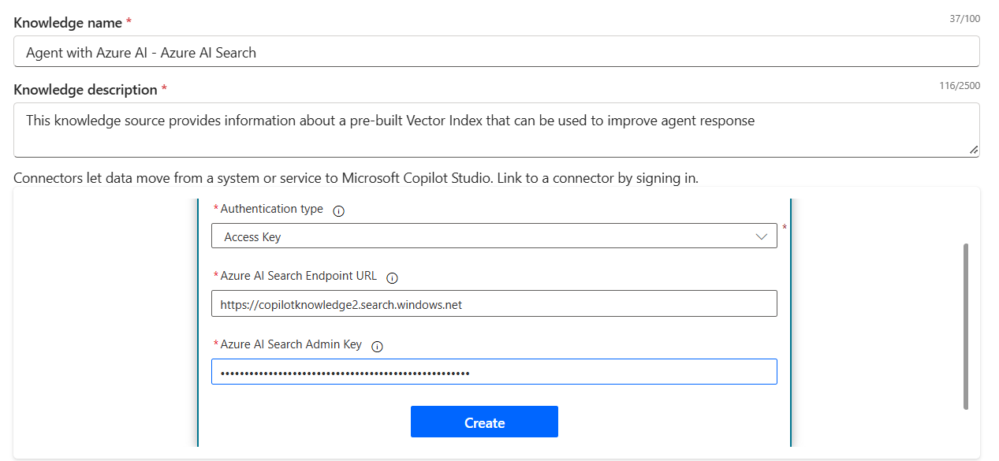 Knowledge name *
37/100
Agent with Azure AI - Azure AI Search
Knowledge description *
116/2500
This knowledge source provides information about a pre-built Vector Index that can be used to improve agent response
Connectors let data move from a system or service to Microsoft Copilot Studio. Link to a connector by signing in.
* Authentication type
Access Key
*
* Azure AI Search Endpoint URL
https://copilotknowledge2.search.windows.net
* Azure AI Search Admin Key
••••••••••••••••••••••••••••••••••••••••••••••••••••
Create